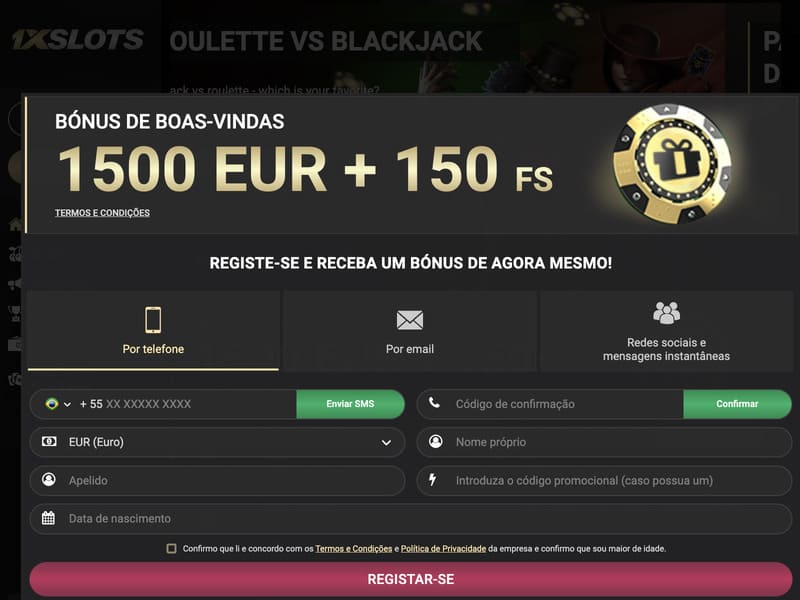 1XSLOTS
OULETTE VS BLACKJACK
ack vs roulette - which is your favorite?
P
D
BÓNUS DE BOAS-VINDAS
1500 EUR + 150 FS
TERMOS E CONDIÇÕES
REGISTE-SE E RECEBA UM BÓNUS DE AGORA MESMO!
Por telefone
Por email
Redes sociais e
mensagens instantâneas
+ 55 XX XXXXX XXXX
Enviar SMS
Código de confirmação
Confirmar
EUR (Euro)
Nome próprio
Apelido
Introduza o código promocional (caso possua um)
Data de nascimento
Confirmo que li e concordo com os Termos e Condições e Política de Privacidade da empresa e confirmo que sou maior de idade.
REGISTAR-SE